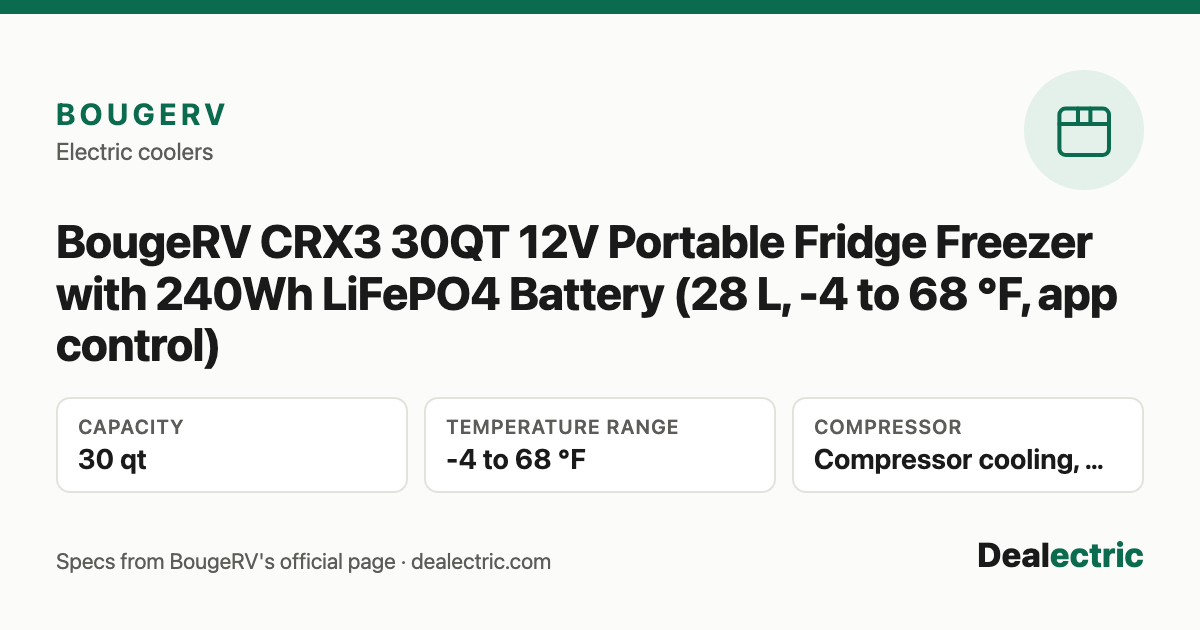 BOUGERV
Electric coolers
BougeRV CRX3 30QT 12V Portable Fridge Freezer
with 240Wh LiFePO4 Battery (28 L, -4 to 68 °F, app
control)
CAPACITY
30 qt
TEMPERATURE RANGE
-4 to 68 °F
COMPRESSOR
Compressor cooling, ...
Specs from BougeRV's official page · dealectric.com
Dealectric